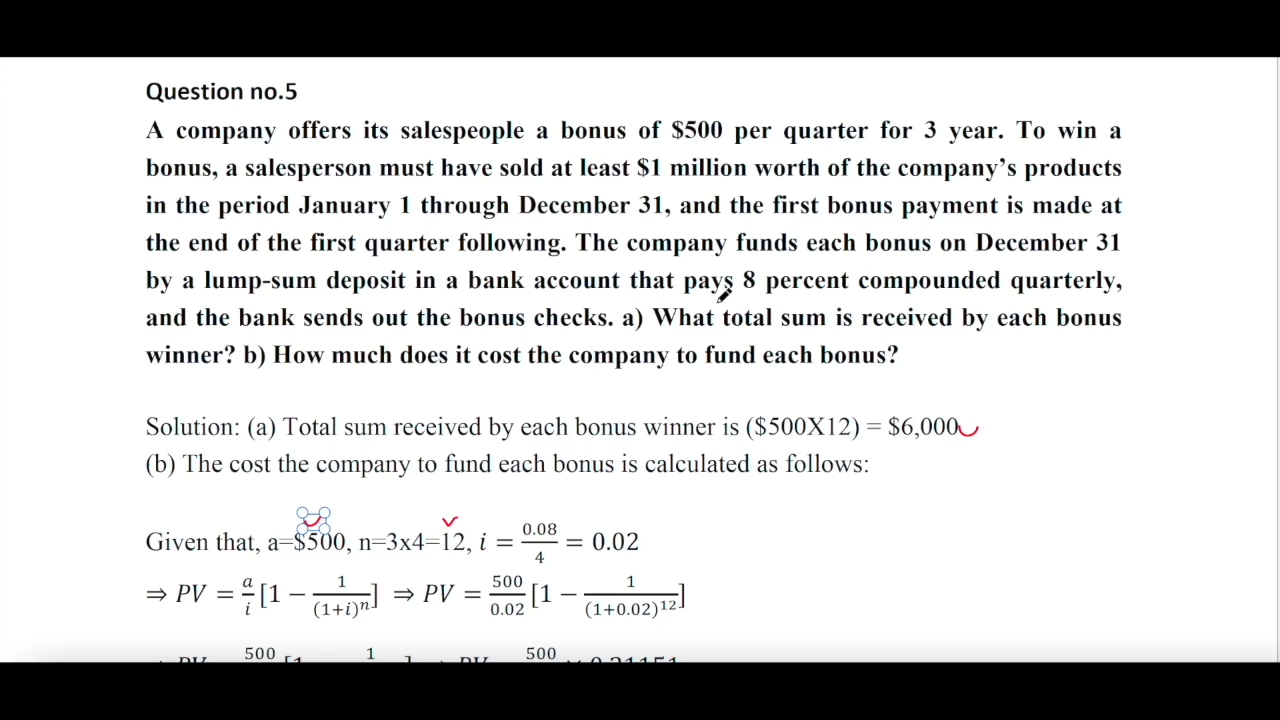 Question no.5
A company offers its salespeople a bonus of $500 per quarter for 3 year. To win a
bonus, a salesperson must have sold at least $1 million worth of the company's products
in the period January 1 through December 31, and the first bonus payment is made at
the end of the first quarter following. The company funds each bonus on December 31
by a lump-sum deposit in a bank account that pays 8 percent compounded quarterly,
and the bank sends out the bonus checks. a) What total sum is received by each bonus
winner? b) How much does it cost the company to fund each bonus?
Solution: (a) Total sum received by each bonus winner is ($500X12) = $6,000
(b) The cost the company to fund each bonus is calculated as follows:
Given that, a=$500, n=3x4=12, i = 0.08/4 = 0.02
⇒ PV = a/i [1 − 1/(1+i)^n] ⇒ PV = 500/0.02 [1 − 1/(1+0.02)^12]